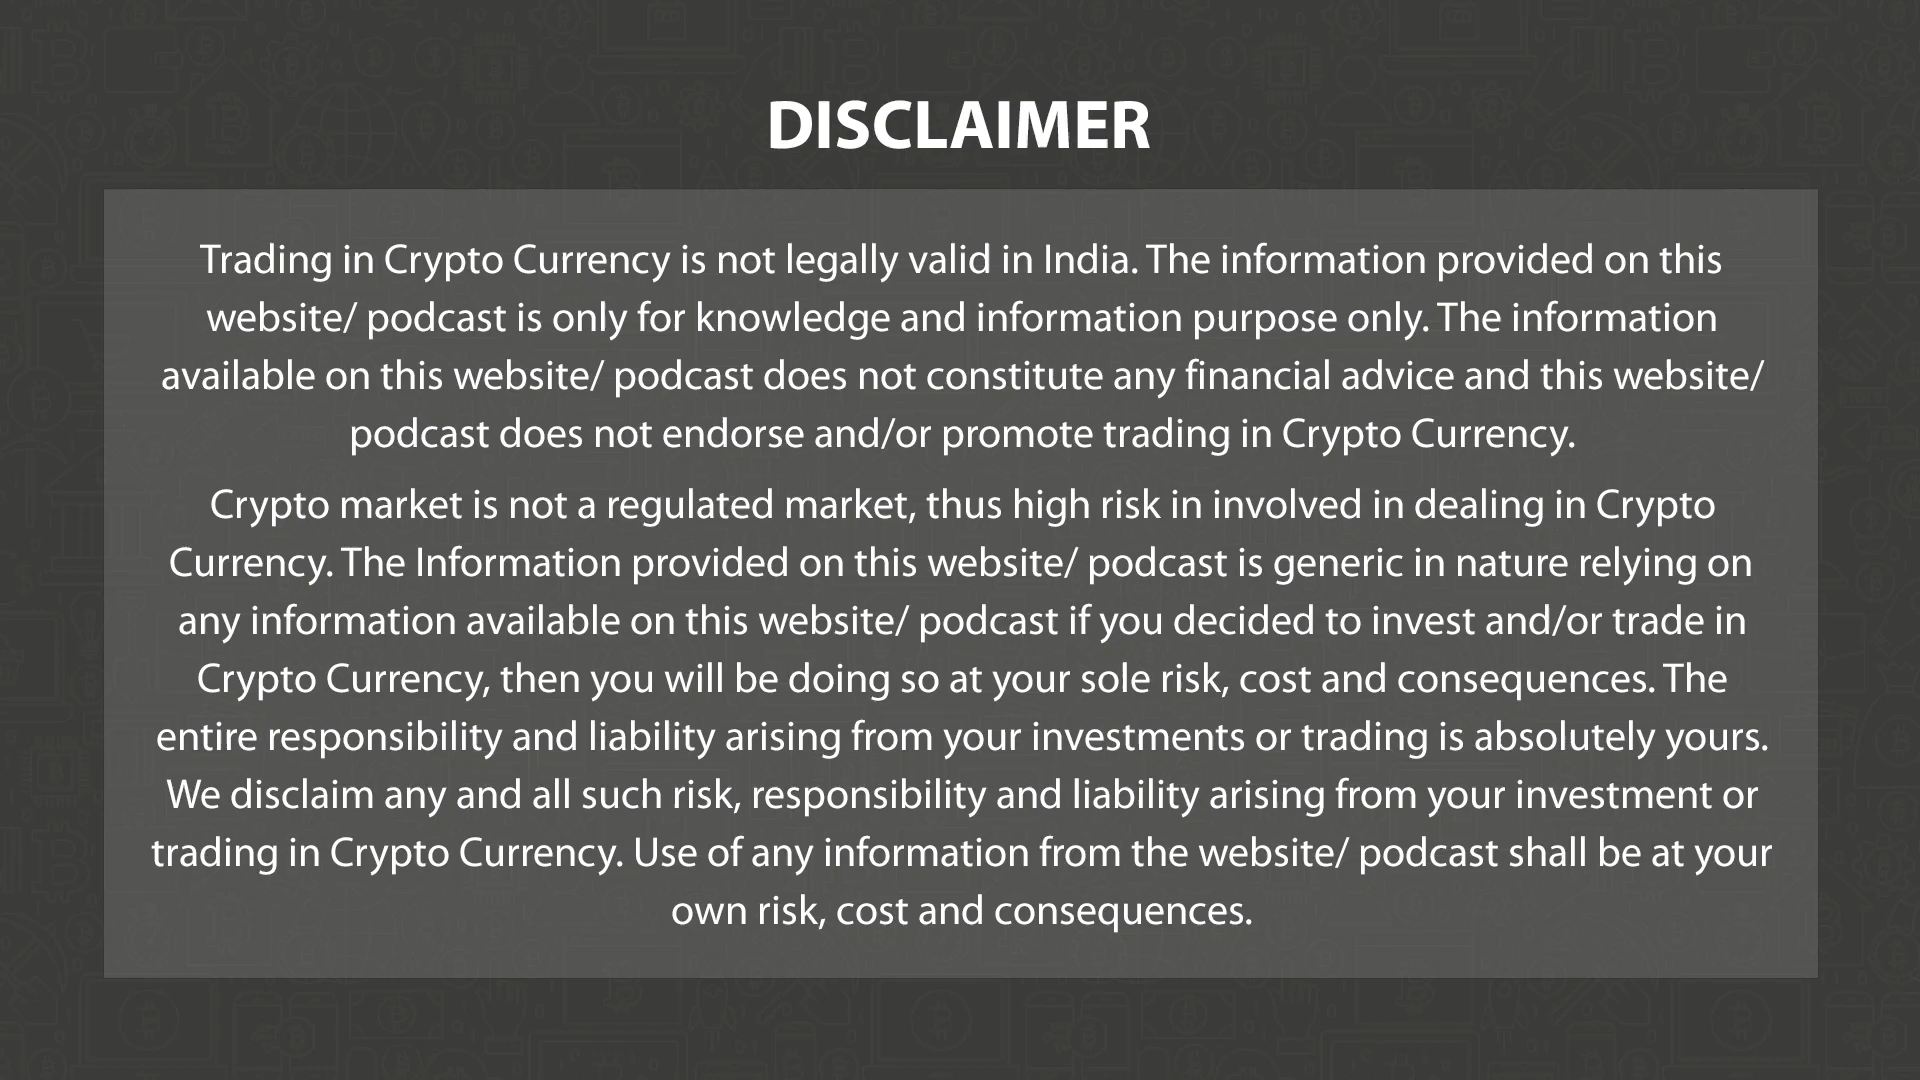 DISCLAIMER
Trading in Crypto Currency is not legally valid in India. The information provided on this
website/ podcast is only for knowledge and information purpose only. The information
available on this website/ podcast does not constitute any financial advice and this website/
podcast does not endorse and/or promote trading in Crypto Currency.
Crypto market is not a regulated market, thus high risk in involved in dealing in Crypto
Currency. The Information provided on this website/ podcast is generic in nature relying on
any information available on this website/ podcast if you decided to invest and/or trade in
Crypto Currency, then you will be doing so at your sole risk, cost and consequences. The
entire responsibility and liability arising from your investments or trading is absolutely yours.
We disclaim any and all such risk, responsibility and liability arising from your investment or
trading in Crypto Currency. Use of any information from the website/ podcast shall be at your
own risk, cost and consequences.